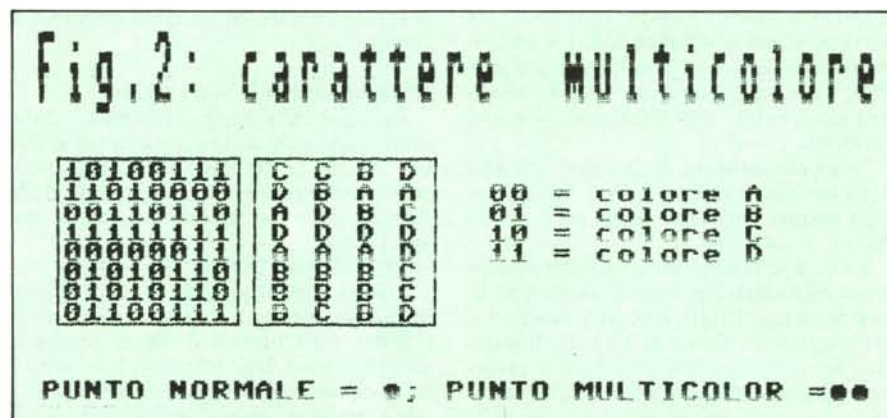 Fig.2: carattere multicolore
10100111 C C B D
11010000 D B A A 00 = colore A
00110110 A D B C 01 = colore B
11111111 D D D D 10 = colore C
00000011 A A A D 11 = colore D
01010110 B B B C
01010110 B B B C
01100111 B C B D
PUNTO NORMALE = ●; PUNTO MULTICOLOR =●●